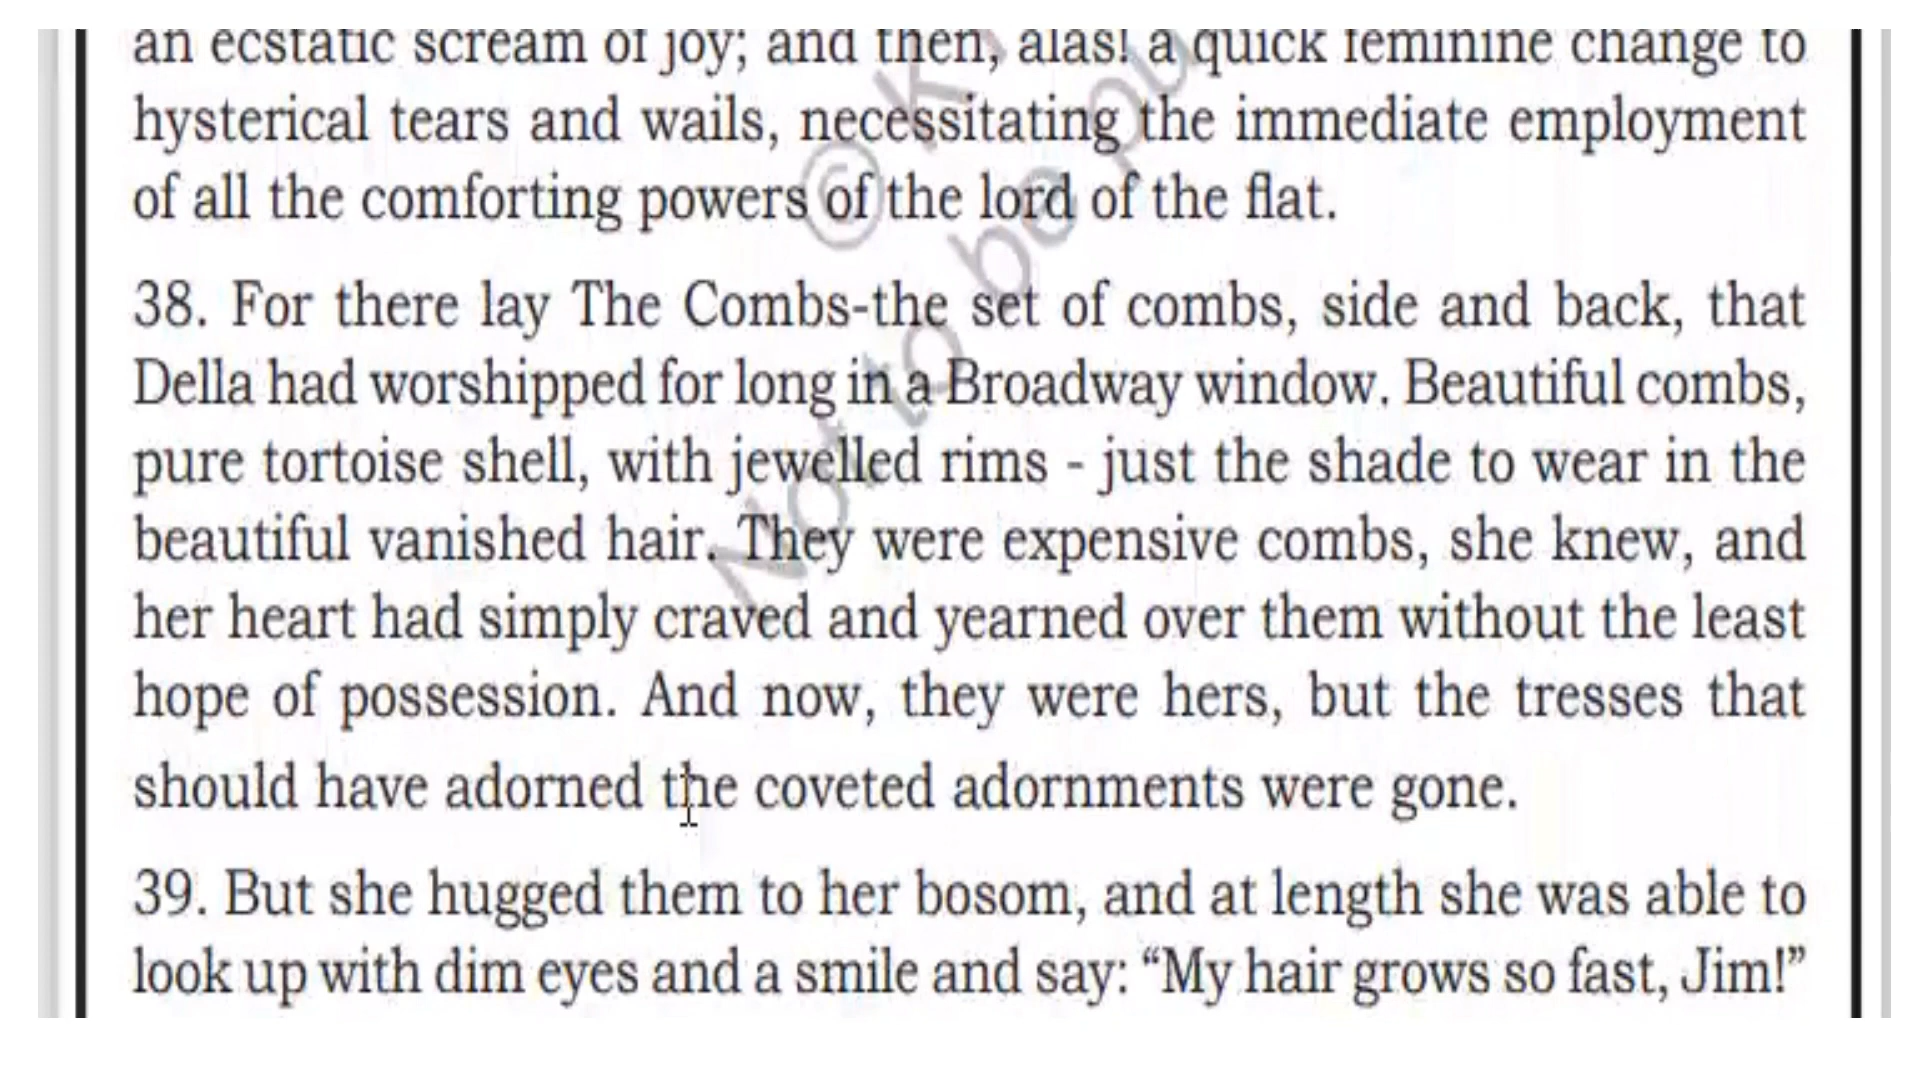 an ecstatic scream of joy; and then, alas! a quick feminine change to
hysterical tears and wails, necessitating the immediate employment
of all the comforting powers of the lord of the flat.
38. For there lay The Combs-the set of combs, side and back, that
Della had worshipped for long in a Broadway window. Beautiful combs,
pure tortoise shell, with jewelled rims - just the shade to wear in the
beautiful vanished hair. They were expensive combs, she knew, and
her heart had simply craved and yearned over them without the least
hope of possession. And now, they were hers, but the tresses that
should have adorned the coveted adornments were gone.
39. But she hugged them to her bosom, and at length she was able to
look up with dim eyes and a smile and say: “My hair grows so fast, Jim!”
© K
Not to be pu